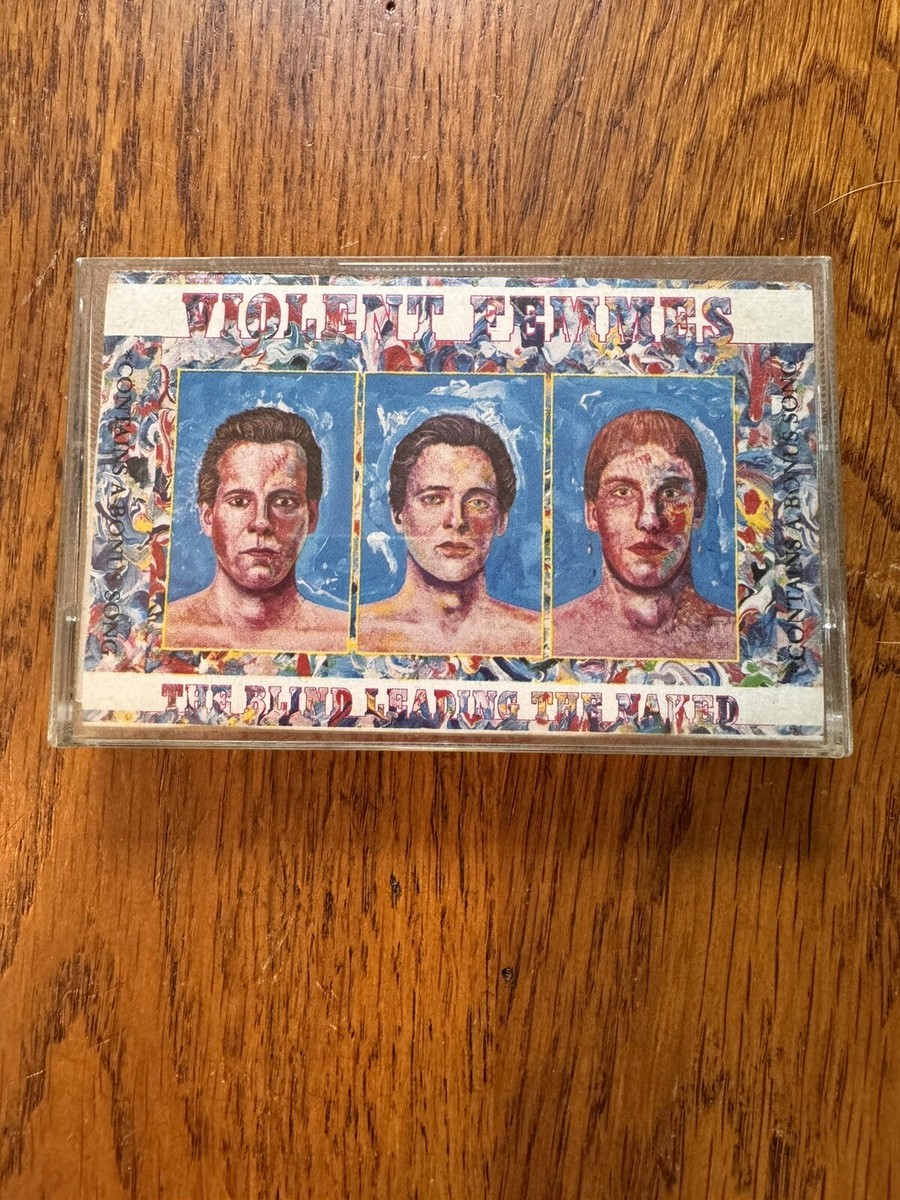 VIOLENT FEMMES
*CONTAINS A BONUS SONG
*CONTAINS A BONUS SONG
THE BLIND LEADING THE NAKED